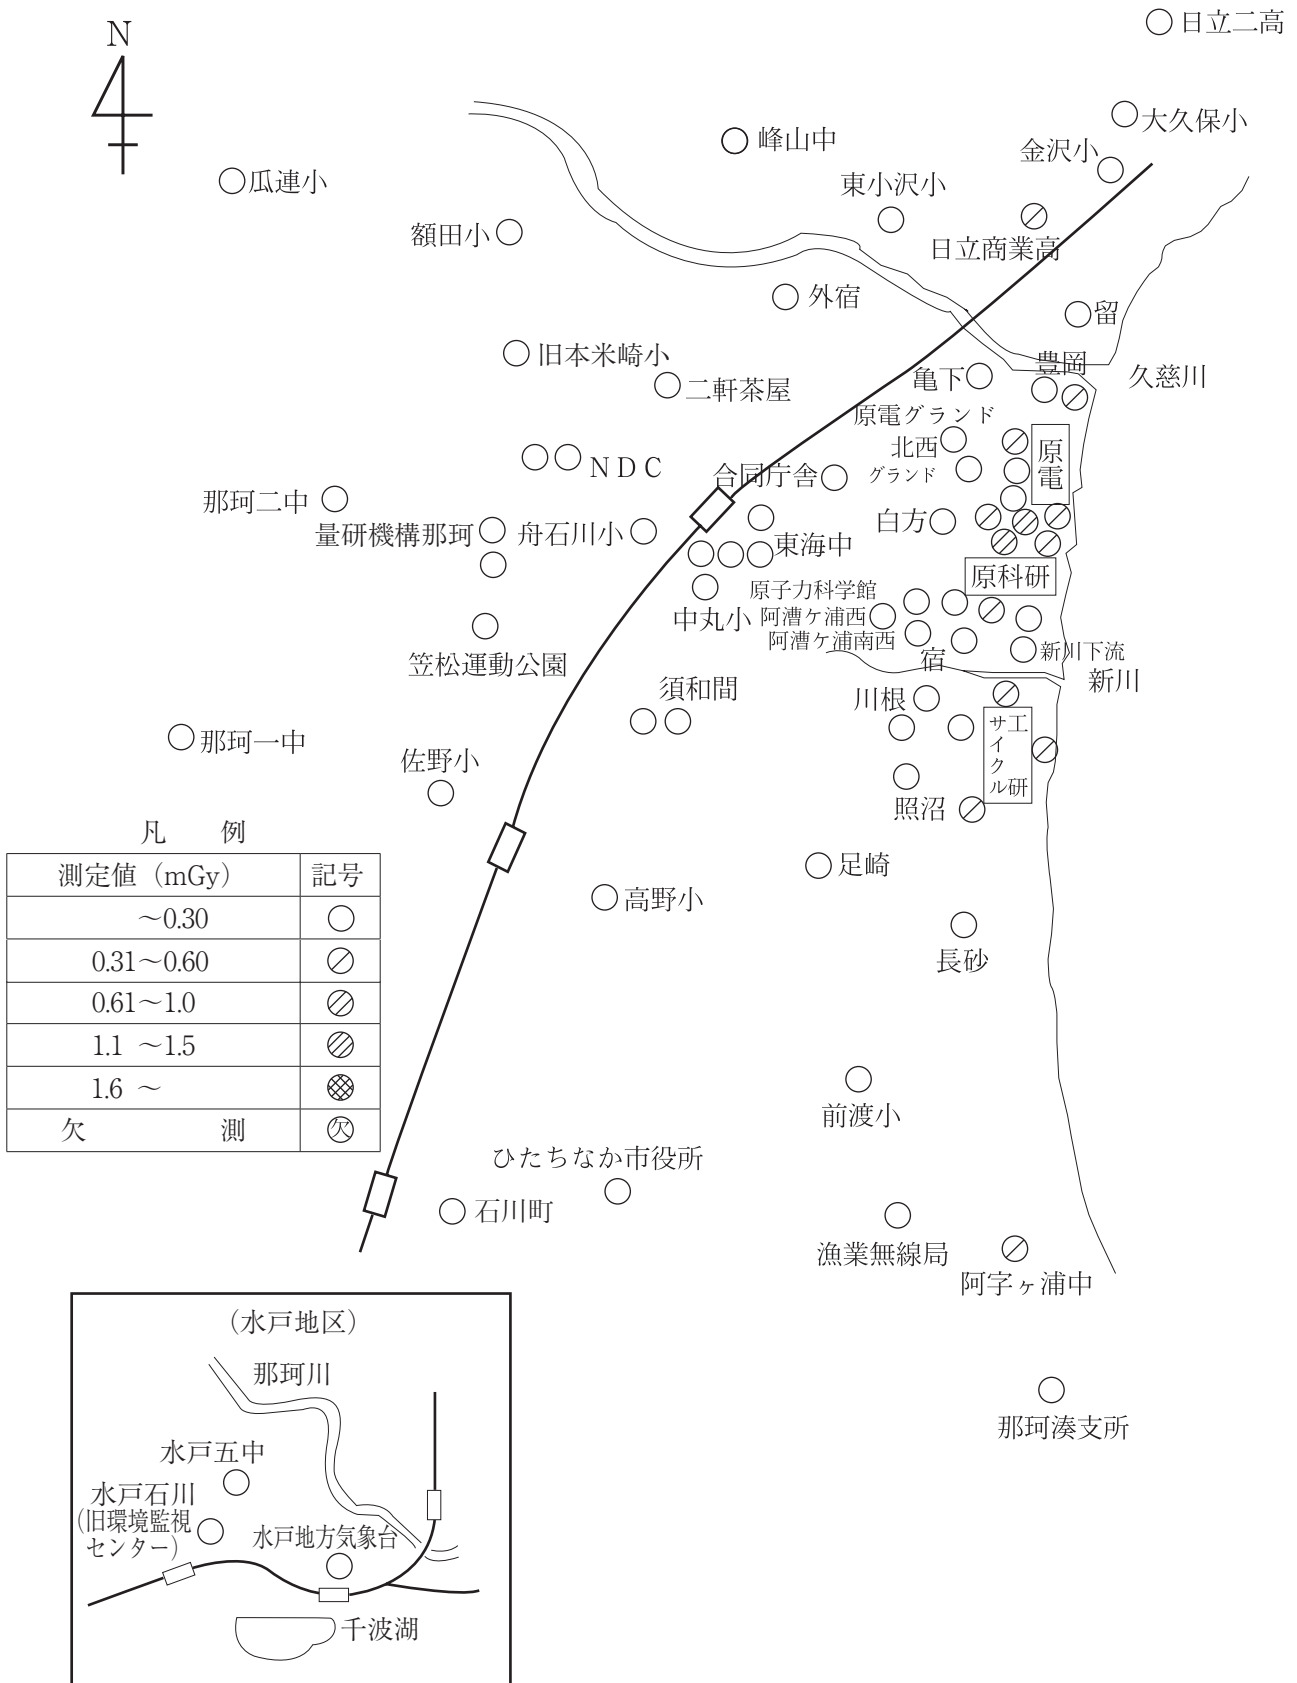 N
日立二高
大久保小
金沢小
峰山中
東小沢小
瓜連小
額田小
日立商業高
外宿
留
旧本米崎小
豊岡
久慈川
亀下
二軒茶屋
原電グランド
北西
グランド
原電
NDC
合同庁舎
那珂二中
白方
量研機構那珂
舟石川小
東海中
原科研
原子力科学館
中丸小
阿漕ケ浦西
阿漕ケ浦南西
宿
新川下流
笠松運動公園
新川
須和間
川根
サイクル工研
那珂一中
佐野小
照沼
凡 例
測定値（mGy） 記号
～0.30
0.31～0.60
0.61～1.0
1.1 ～1.5
1.6 ～
欠 測 欠
足崎
高野小
長砂
前渡小
ひたちなか市役所
石川町
漁業無線局
阿字ヶ浦中
那珂湊支所
（水戸地区）
那珂川
水戸五中
水戸石川
（旧環境監視
センター）
水戸地方気象台
千波湖